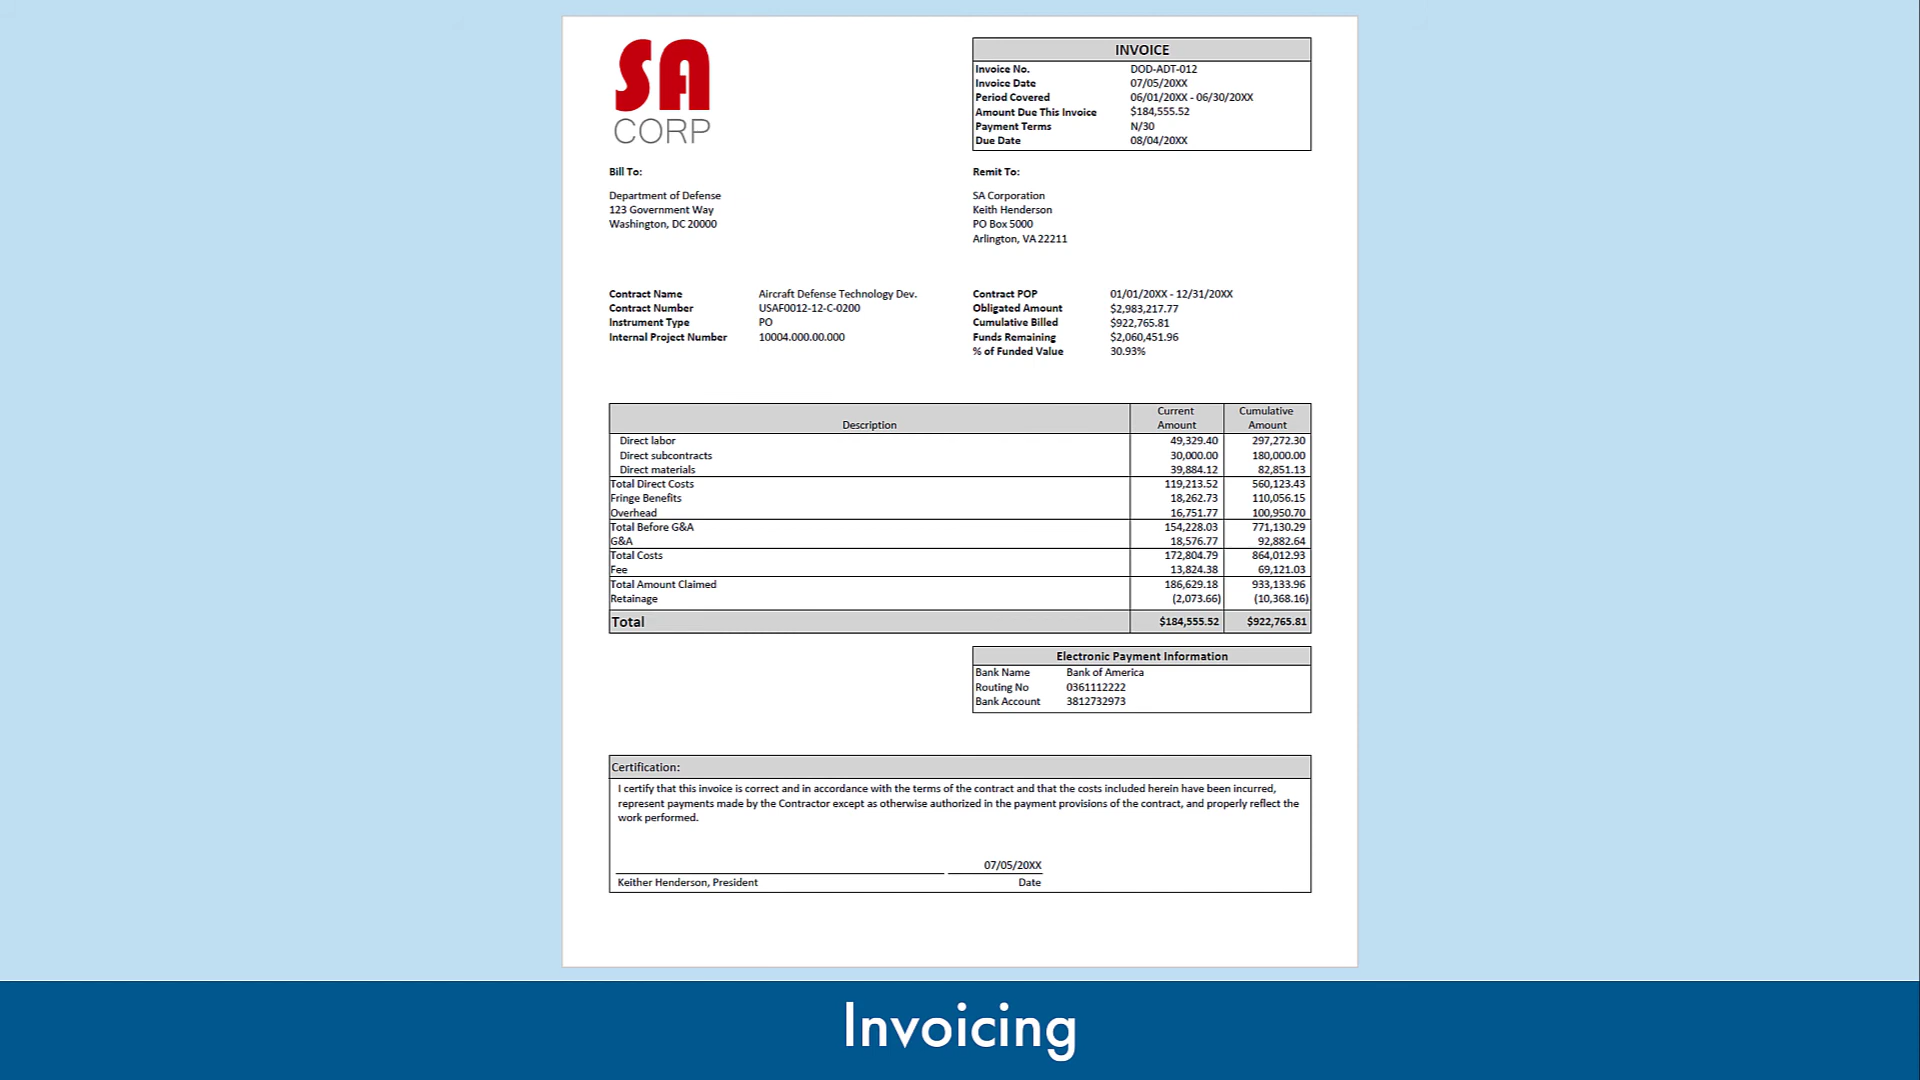 SA
CORP
INVOICE
Invoice No. DOD-ADT-012
Invoice Date 07/05/20XX
Period Covered 06/01/20XX - 06/30/20XX
Amount Due This Invoice $184,555.52
Payment Terms N/30
Due Date 08/04/20XX
Bill To:
Department of Defense
123 Government Way
Washington, DC 20000
Remit To:
SA Corporation
Keith Henderson
PO Box 5000
Arlington, VA 22211
Contract Name Aircraft Defense Technology Dev.
Contract Number USAF0012-12-C-0200
Instrument Type PO
Internal Project Number 10004.000.00.000
Contract POP 01/01/20XX - 12/31/20XX
Obligated Amount $2,983,217.77
Cumulative Billed $922,765.81
Funds Remaining $2,060,451.96
% of Funded Value 30.93%
Description Current Amount Cumulative Amount
Direct labor 49,329.40 297,272.30
Direct subcontracts 30,000.00 180,000.00
Direct materials 39,884.12 82,851.13
Total Direct Costs 119,213.52 560,123.43
Fringe Benefits 18,262.73 110,056.15
Overhead 16,751.77 100,950.70
Total Before G&A 154,228.03 771,130.29
G&A 18,576.77 92,882.64
Total Costs 172,804.79 864,012.93
Fee 13,824.38 69,121.03
Total Amount Claimed 186,629.18 933,133.96
Retainage (2,073.66) (10,368.16)
Total $184,555.52 $922,765.81
Electronic Payment Information
Bank Name Bank of America
Routing No 0361112222
Bank Account 3812732973
Certification:
I certify that this invoice is correct and in accordance with the terms of the contract and that the costs included herein have been incurred,
represent payments made by the Contractor except as otherwise authorized in the payment provisions of the contract, and properly reflect the
work performed.
07/05/20XX
Keither Henderson, President Date
Invoicing